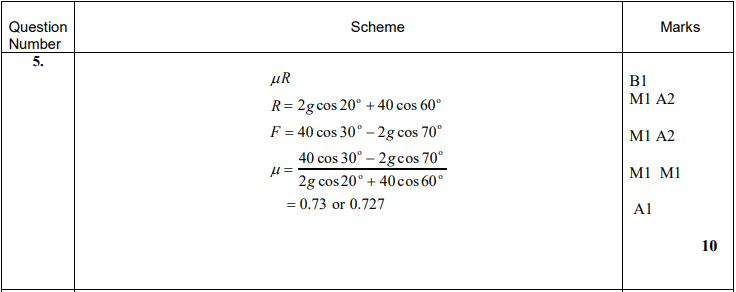 Question Number Scheme Marks
5.
μR B1
R = 2g cos 20° + 40 cos 60° M1 A2
F = 40 cos 30° − 2g cos 70° M1 A2
μ = (40 cos 30° − 2g cos 70°) / (2g cos 20° + 40 cos 60°) M1 M1
= 0.73 or 0.727 A1
10